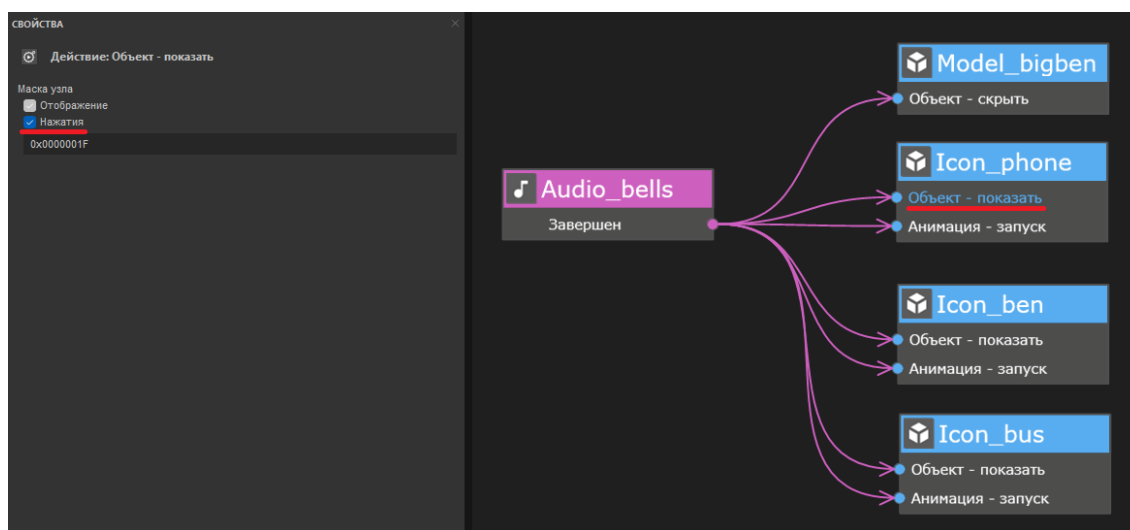 СВОЙСТВА
Действие: Объект - показать
Маска узла
Отображение
Нажатия
0x0000001F
Audio_bells
Завершен
Model_bigben
Объект - скрыть
Icon_phone
Объект - показать
Анимация - запуск
Icon_ben
Объект - показать
Анимация - запуск
Icon_bus
Объект - показать
Анимация - запуск